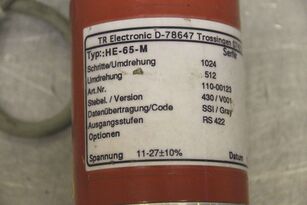 TR Electronic D-78647 Trossingen
Typ::HE-65-M
Serie
Schritte/Umdrehung 1024
Umdrehung 512
Art.Nr. 110-00123
Stebel. / Version 430 / V001
Datenübertragung/Code SSI / Gray
Ausgangsstufen RS 422
Optionen
Spannung 11-27±10% Datum